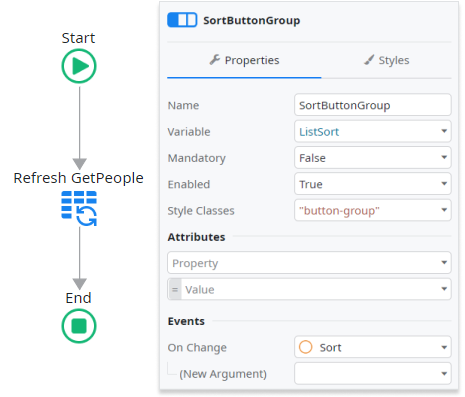 Start
Refresh GetPeople
End
SortButtonGroup
Properties
Styles
Name SortButtonGroup
Variable ListSort
Mandatory False
Enabled True
Style Classes "button-group"
Attributes
Property
= Value
Events
On Change Sort
(New Argument)